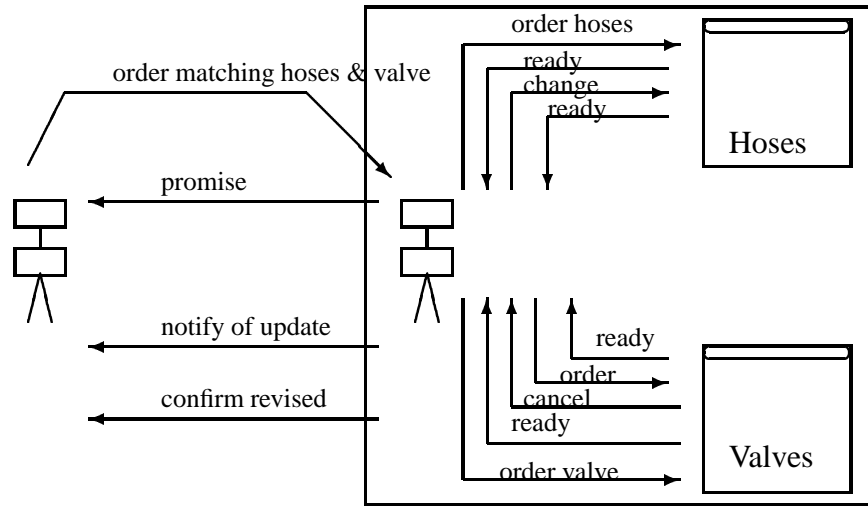 order hoses
order matching hoses & valve
ready
change
ready
Hoses
promise
notify of update
ready
order
confirm revised
cancel
ready
Valves
order valve